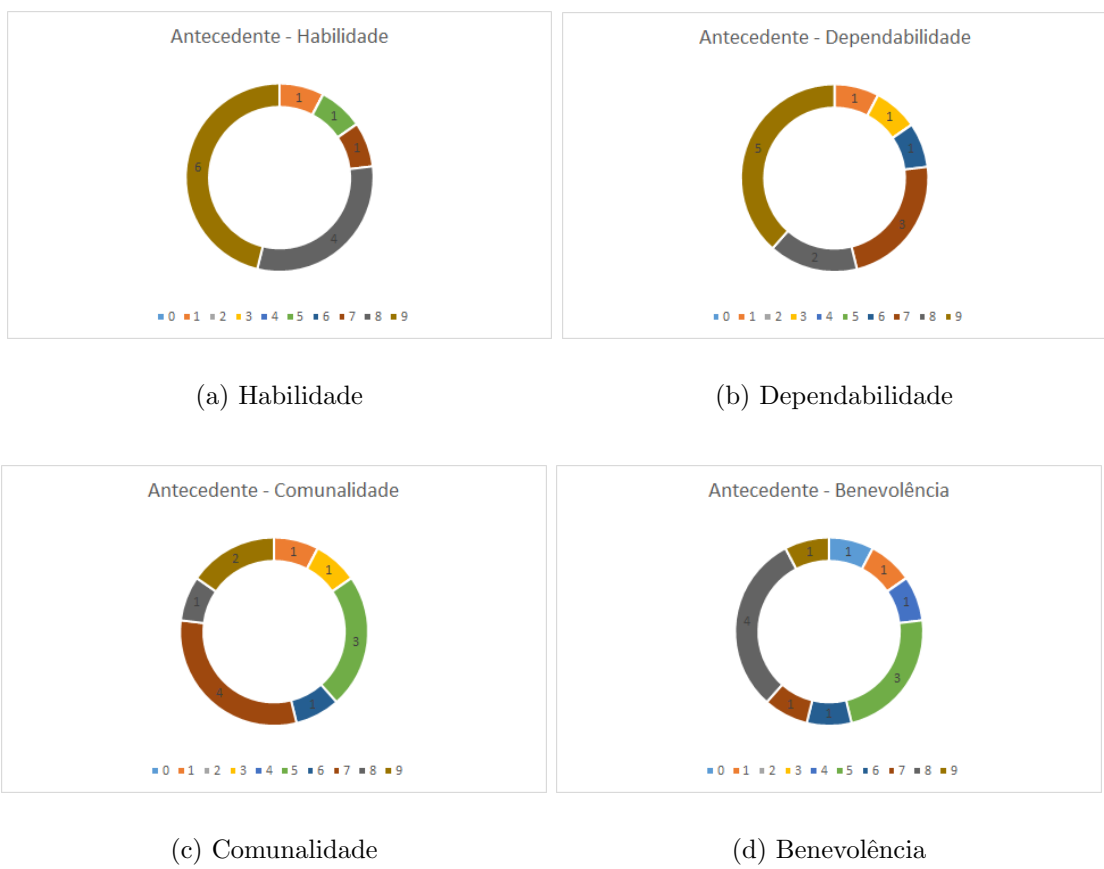 Antecedente - Habilidade
1
1
1
4
6
0 1 2 3 4 5 6 7 8 9
(a) Habilidade
Antecedente - Dependabilidade
1
1
1
3
2
5
0 1 2 3 4 5 6 7 8 9
(b) Dependabilidade
Antecedente - Comunalidade
1
1
3
1
4
1
2
0 1 2 3 4 5 6 7 8 9
(c) Comunalidade
Antecedente - Benevolência
1
1
1
3
1
1
4
1
0 1 2 3 4 5 6 7 8 9
(d) Benevolência